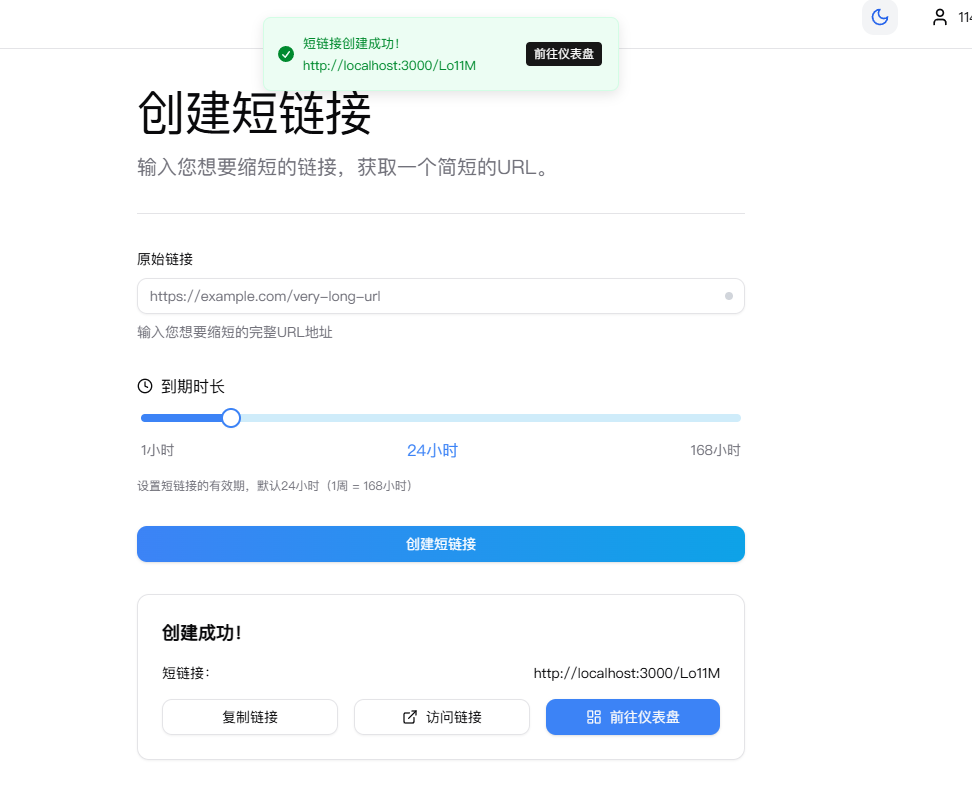 短链接创建成功！
http://localhost:3000/Lo11M
前往仪表盘
创建短链接
输入您想要缩短的链接，获取一个简短的URL。
原始链接
https://example.com/very-long-url
输入您想要缩短的完整URL地址
到期时长
1小时
24小时
168小时
设置短链接的有效期，默认24小时（1周 = 168小时）
创建短链接
创建成功！
短链接：
http://localhost:3000/Lo11M
复制链接
访问链接
前往仪表盘